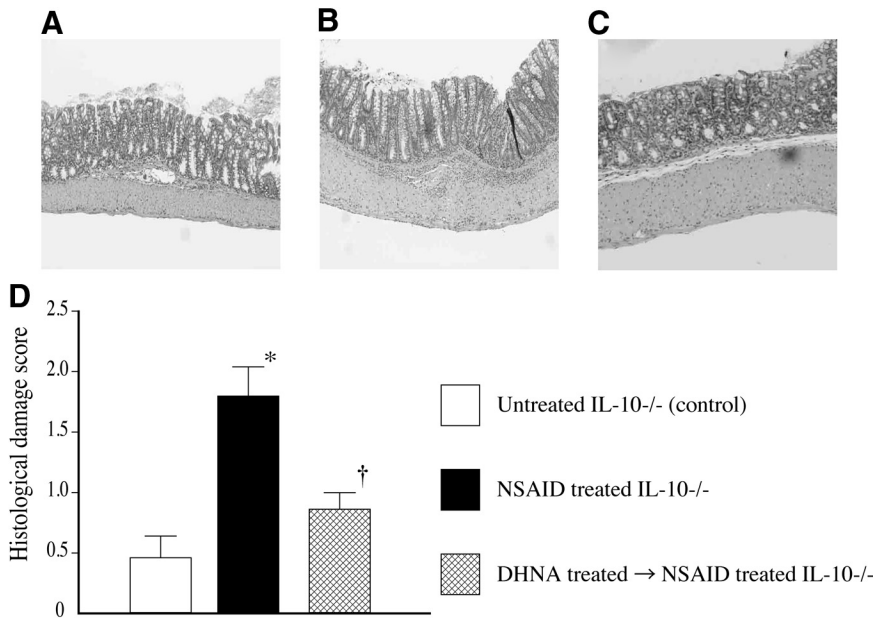 A
B
C
D
Histological damage score
2.5
2.0
1.5
1.0
0.5
0
*
†
Untreated IL-10-/- (control)
NSAID treated IL-10-/-
DHNA treated → NSAID treated IL-10-/-